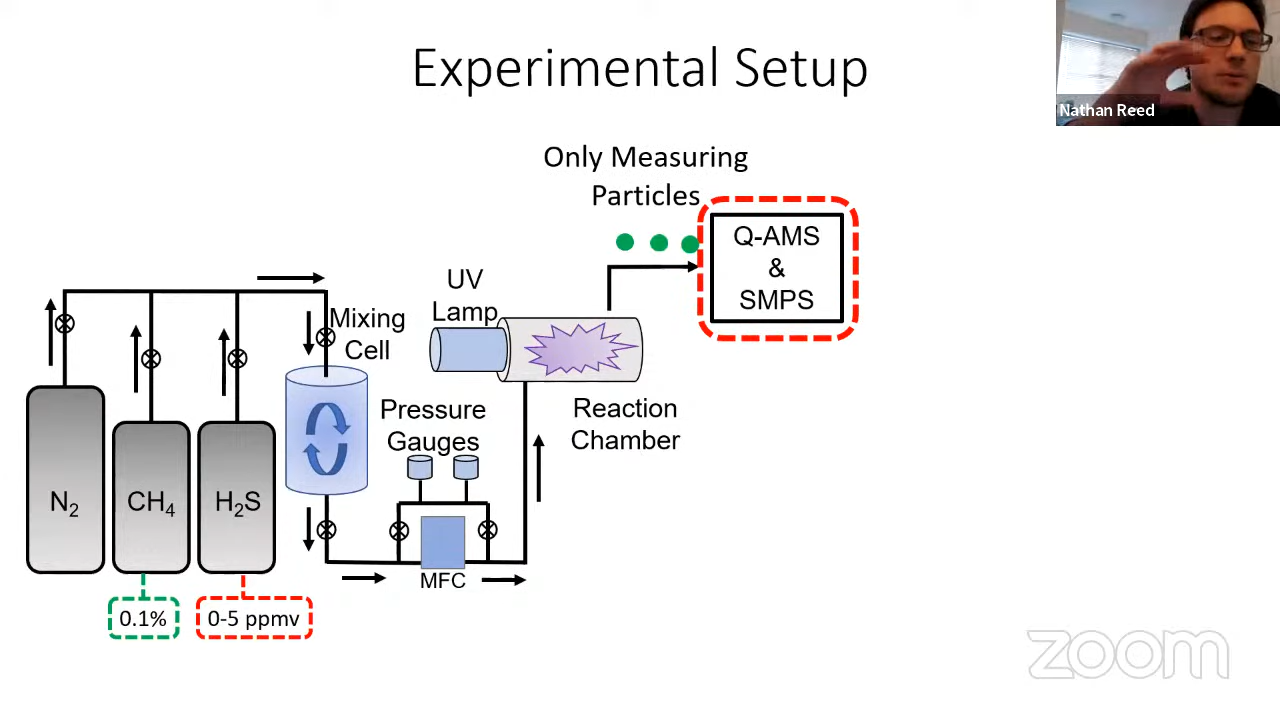 Experimental Setup
Nathan Reed
Only Measuring
Particles
Q-AMS
&
SMPS
UV
Lamp
Mixing
Cell
Pressure
Gauges
Reaction
Chamber
N2
CH4
H2S
MFC
0.1%
0-5 ppmv
zoom